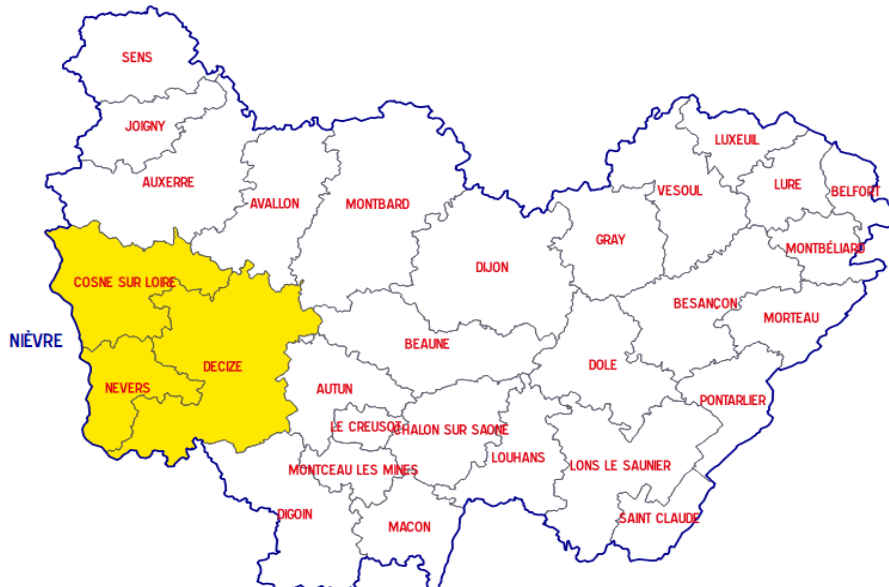 SENS
JOIGNY
LUXEUIL
AUXERRE
LURE
BELFORT
VESOUL
AVALLON
MONTBARD
GRAY
MONTBÉLIARD
DIJON
COSNE SUR LOIRE
BESANÇON
MORTEAU
NIÈVRE
BEAUNE
DECIZE
DOLE
NEVERS
AUTUN
PONTARLIER
LE CREUSOT
CHALON SUR SAONE
LOUHANS
LONS LE SAUNIER
MONTCEAU LES MINES
DIGOIN
SAINT CLAUDE
MACON